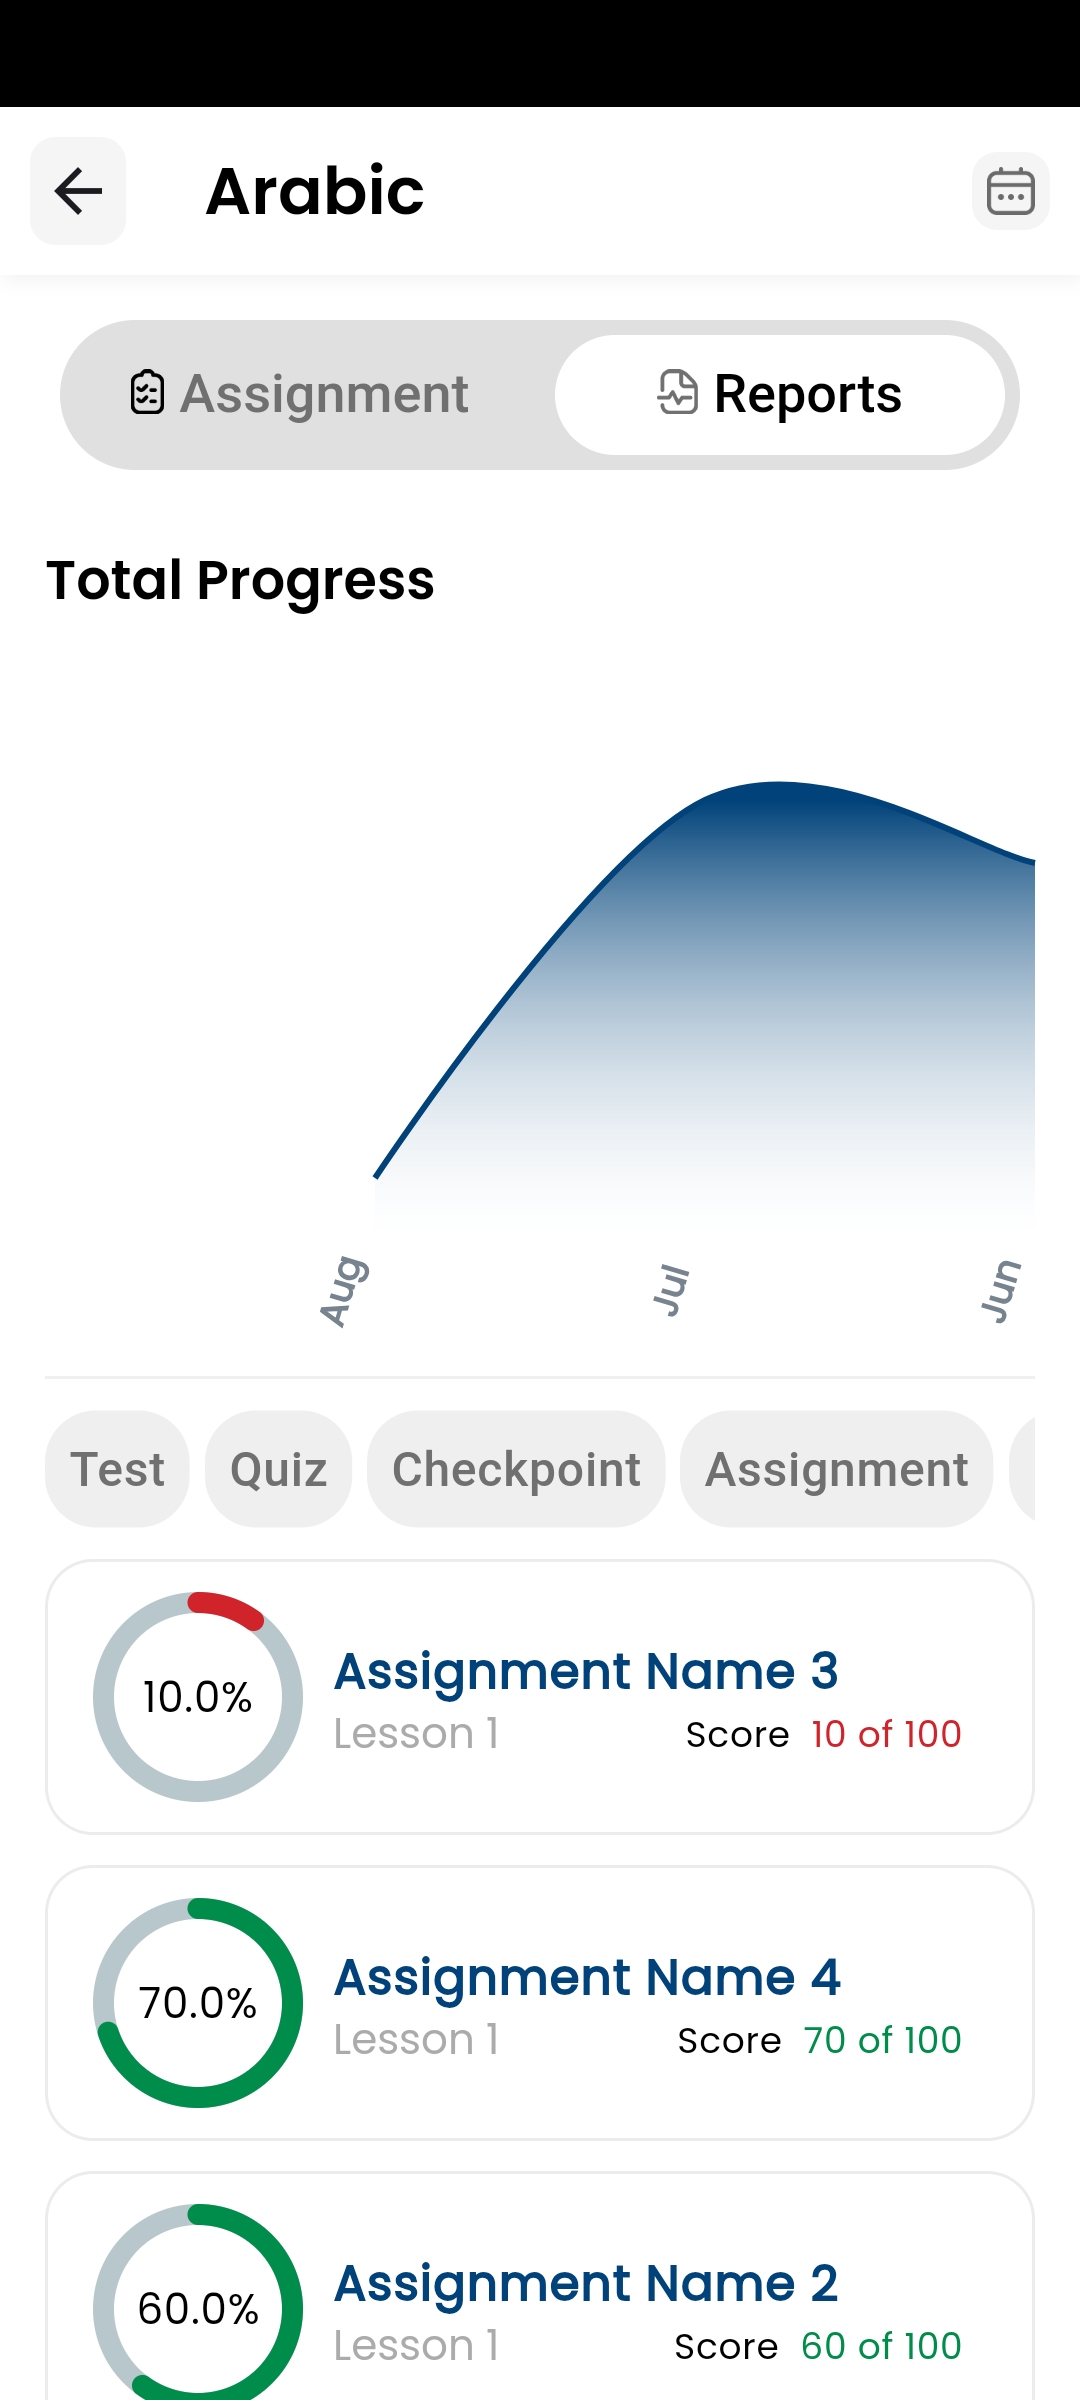 Arabic
Assignment Reports
Total Progress
Aug Jul Jun
Test Quiz Checkpoint Assignment
10.0%
Assignment Name 3
Lesson 1 Score 10 of 100
70.0%
Assignment Name 4
Lesson 1 Score 70 of 100
60.0%
Assignment Name 2
Lesson 1 Score 60 of 100